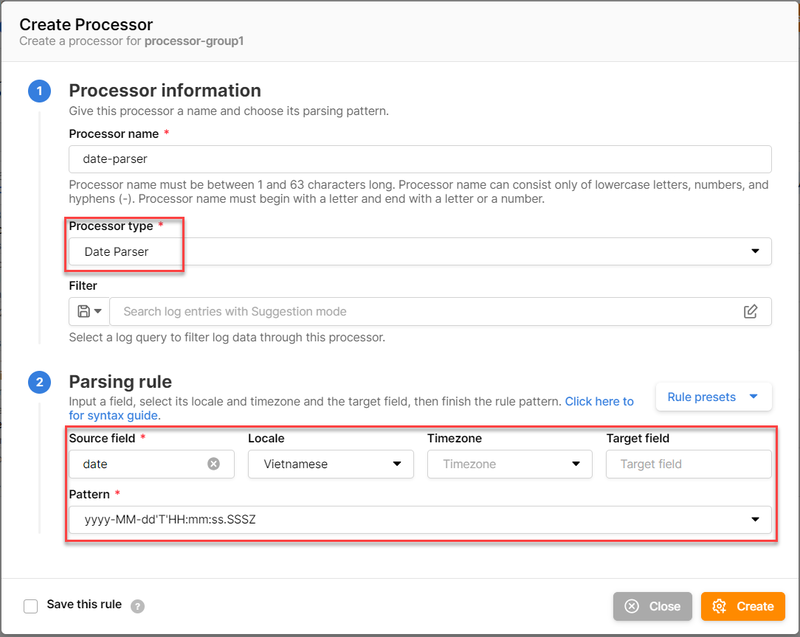 Create Processor
Create a processor for processor-group1
1
Processor information
Give this processor a name and choose its parsing pattern.
Processor name *
date-parser
Processor name must be between 1 and 63 characters long. Processor name can consist only of lowercase letters, numbers, and
hyphens (-). Processor name must begin with a letter and end with a letter or a number.
Processor type *
Date Parser
Filter
Search log entries with Suggestion mode
Select a log query to filter log data through this processor.
2
Parsing rule
Input a field, select its locale and timezone and the target field, then finish the rule pattern. Click here to
for syntax guide.
Rule presets
Source field * Locale Timezone Target field
date Vietnamese Timezone Target field
Pattern *
yyyy-MM-dd'T'HH:mm:ss.SSSZ
Save this rule ?
Close Create